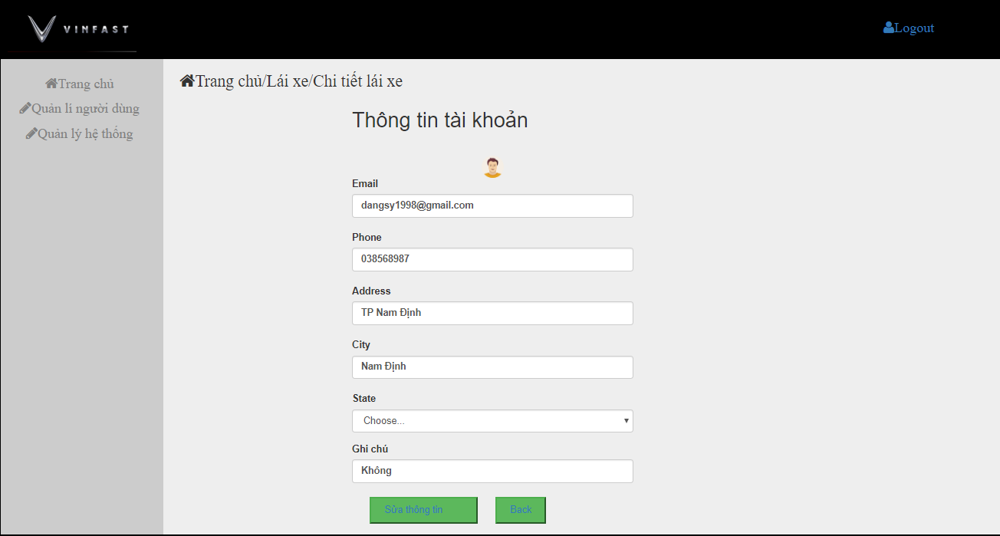 VINFAST
Logout
Trang chủ
Quản lí người dùng
Quản lý hệ thống
Trang chủ/Lái xe/Chi tiết lái xe
Thông tin tài khoản
Email
dangsy1998@gmail.com
Phone
038568987
Address
TP Nam Định
City
Nam Định
State
Choose...
Ghi chú
Không
Sửa thông tin
Back